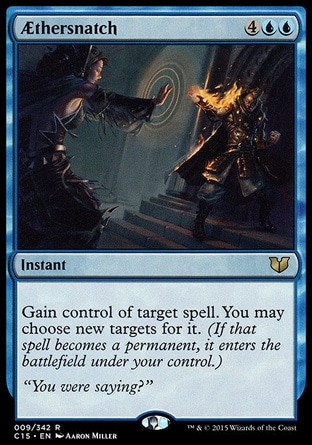 Æthersnatch 4
Instant
Gain control of target spell. You may
choose new targets for it. (If that
spell becomes a permanent, it enters the
battlefield under your control.)
“You were saying?”
009/342 R
C15 • EN Aaron Miller
™ & © 2015 Wizards of the Coast